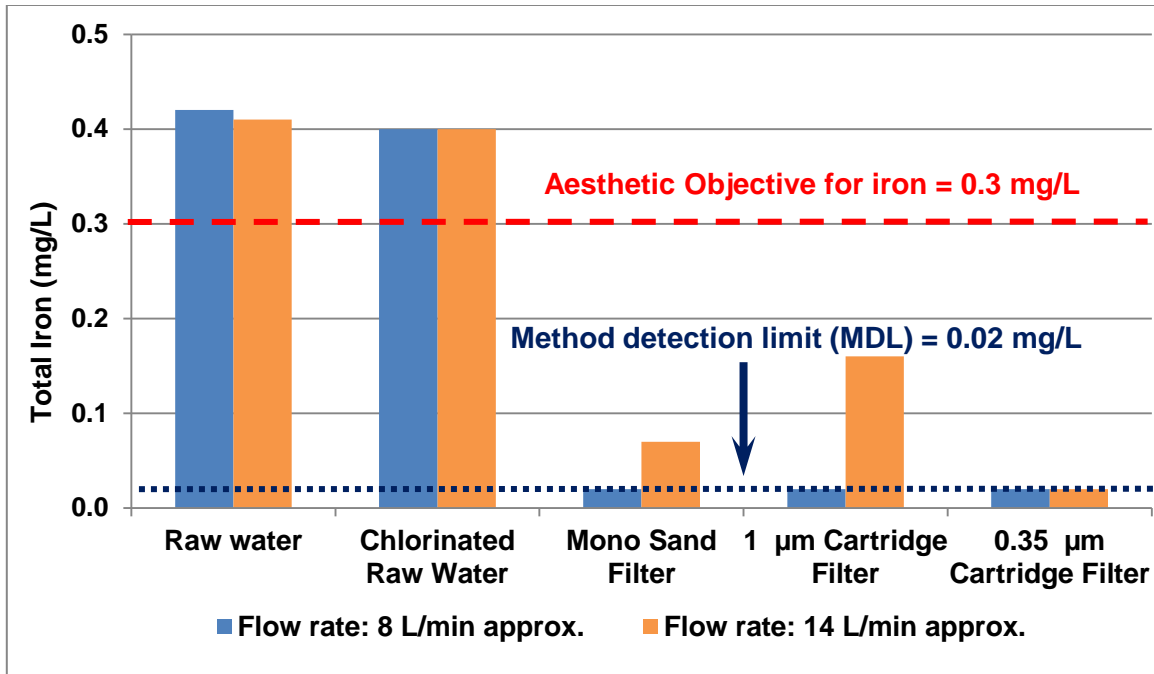 0.5
0.4
0.3
0.2
0.1
0.0
Total Iron (mg/L)
Aesthetic Objective for iron = 0.3 mg/L
Method detection limit (MDL) = 0.02 mg/L
Raw water
Chlorinated
Raw Water
Mono Sand
Filter
1 µm Cartridge
Filter
0.35 µm
Cartridge Filter
Flow rate: 8 L/min approx.
Flow rate: 14 L/min approx.